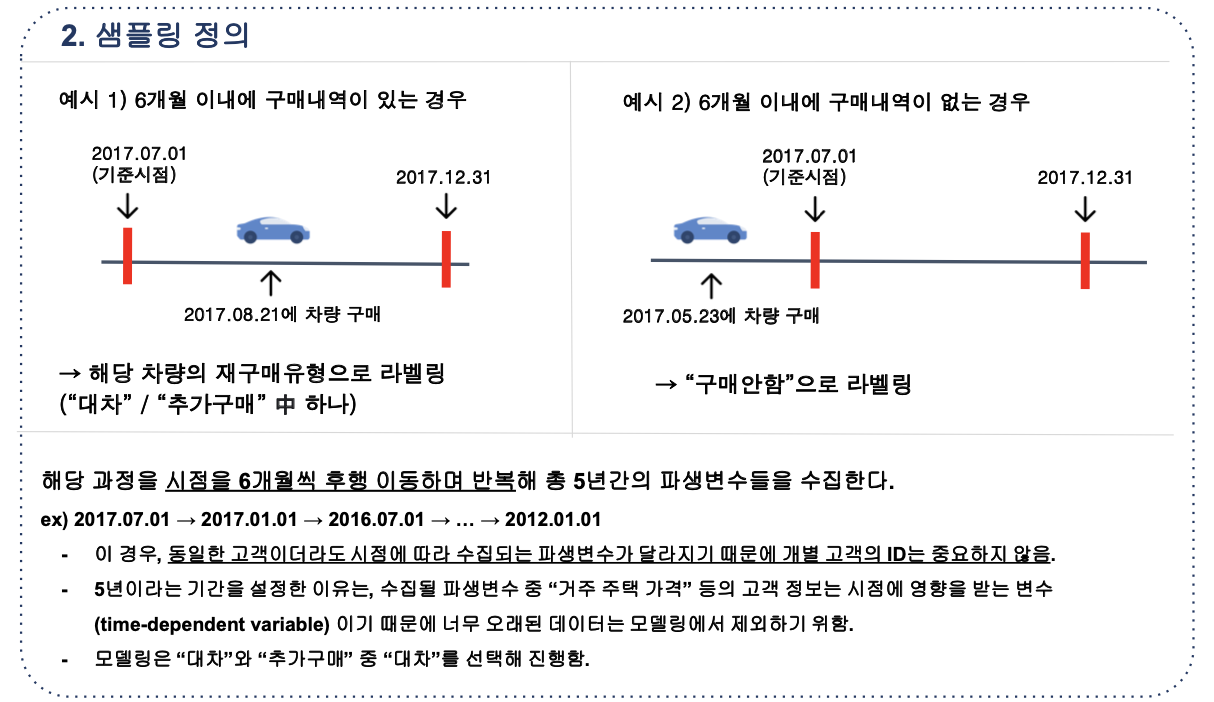 2. 샘플링 정의
예시 1) 6개월 이내에 구매내역이 있는 경우
2017.07.01
(기준시점)
2017.12.31
2017.08.21에 차량 구매
→ 해당 차량의 재구매유형으로 라벨링
(“대차” / “추가구매” 中 하나)
예시 2) 6개월 이내에 구매내역이 없는 경우
2017.07.01
(기준시점)
2017.12.31
2017.05.23에 차량 구매
→ “구매안함”으로 라벨링
해당 과정을 시점을 6개월씩 후행 이동하며 반복해 총 5년간의 파생변수들을 수집한다.
ex) 2017.07.01 → 2017.01.01 → 2016.07.01 → … → 2012.01.01
- 이 경우, 동일한 고객이더라도 시점에 따라 수집되는 파생변수가 달라지기 때문에 개별 고객의 ID는 중요하지 않음.
- 5년이라는 기간을 설정한 이유는, 수집될 파생변수 중 “거주 주택 가격” 등의 고객 정보는 시점에 영향을 받는 변수
(time-dependent variable) 이기 때문에 너무 오래된 데이터는 모델링에서 제외하기 위함.
- 모델링은 “대차”와 “추가구매” 중 “대차”를 선택해 진행함.